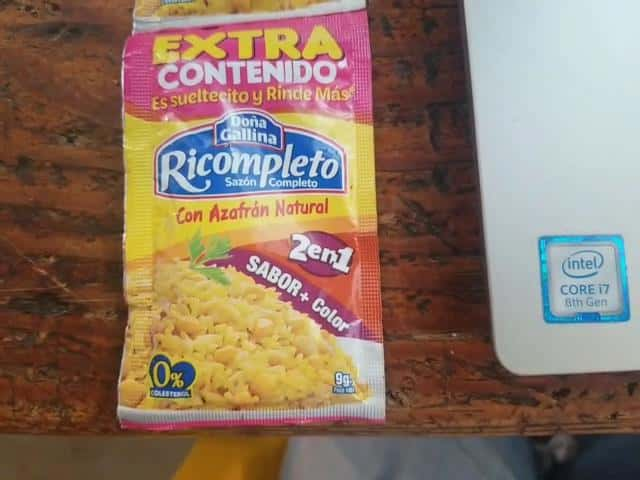 EXTRA
CONTENIDO*
Es sueltecito y Rinde Más*
Doña
Gallina
Ricompleto
Sazón Completo
Con Azafrán Natural
2en1
SABOR + Color
0%
COLESTEROL
9g
intel
CORE i7
8th Gen